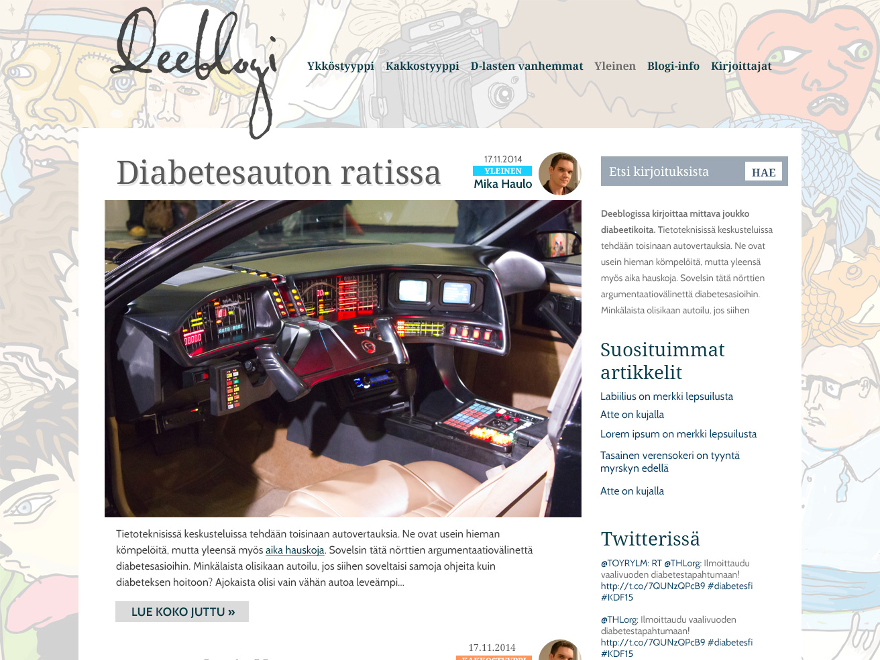 Deeblogi
Ykköstyyppi Kakkostyyppi D-lasten vanhemmat Yleinen Blogi-info Kirjoittajat
Diabetesauton ratissa
17.11.2014
YLEINEN
Mika Haulo
Tietoteknisissä keskusteluissa tehdään toisinaan autovertauksia. Ne ovat usein hieman
kömpelöitä, mutta yleensä myös aika hauskoja. Sovelsin tätä nörttien argumentaatiovälinettä
diabetesasioihin. Minkälaista olisikaan autoilu, jos siihen soveltaisi samoja ohjeita kuin
diabeteksen hoitoon? Ajokaista olisi vain vähän autoa leveämpi...
LUE KOKO JUTTU »
17.11.2014
Etsi kirjoituksista
HAE
Deeblogissa kirjoittaa mittava joukko
diabeetikoita. Tietoteknisissä keskusteluissa
tehdään toisinaan autovertauksia. Ne ovat
usein hieman kömpelöitä, mutta yleensä
myös aika hauskoja. Sovelsin tätä nörttien
argumentaatiovälinettä diabetesasioihin.
Minkälaista olisikaan autoilu, jos siihen
Suosituimmat
artikkelit
Labiilius on merkki lepsuilusta
Atte on kujalla
Lorem ipsum on merkki lepsuilusta
Tasainen verensokeri on tyyntä
myrskyn edellä
Atte on kujalla
Twitterissä
@TOYRYLM: RT @THLorg: Ilmoittaudu
vaalivuoden diabetestapahtumaan!
http://t.co/7QUNzQPcB9 #diabetesfi
#KDF15
@THLorg: Ilmoittaudu vaalivuoden
diabetestapahtumaan!
http://t.co/7QUNzQPcB9 #diabetesfi
#KDF15